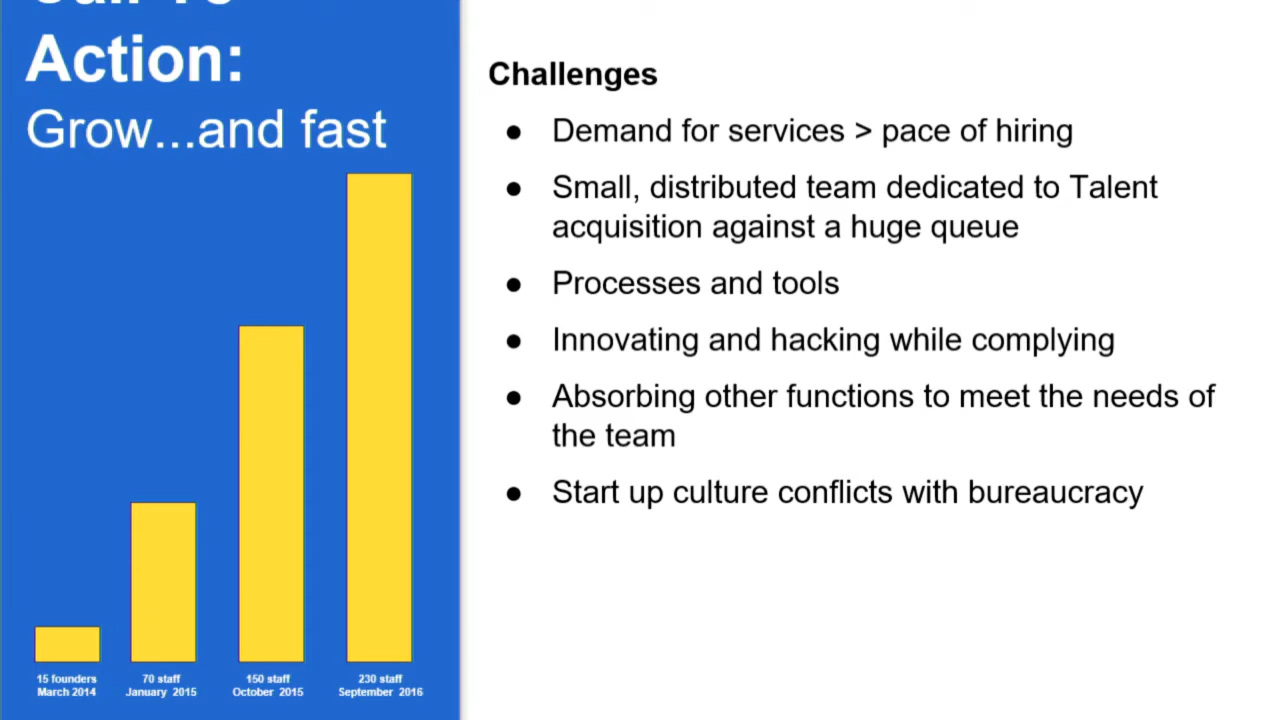 Action:
Grow...and fast
15 founders
March 2014
70 staff
January 2015
150 staff
October 2015
230 staff
September 2016
Challenges
● Demand for services > pace of hiring
● Small, distributed team dedicated to Talent
acquisition against a huge queue
● Processes and tools
● Innovating and hacking while complying
● Absorbing other functions to meet the needs of
the team
● Start up culture conflicts with bureaucracy